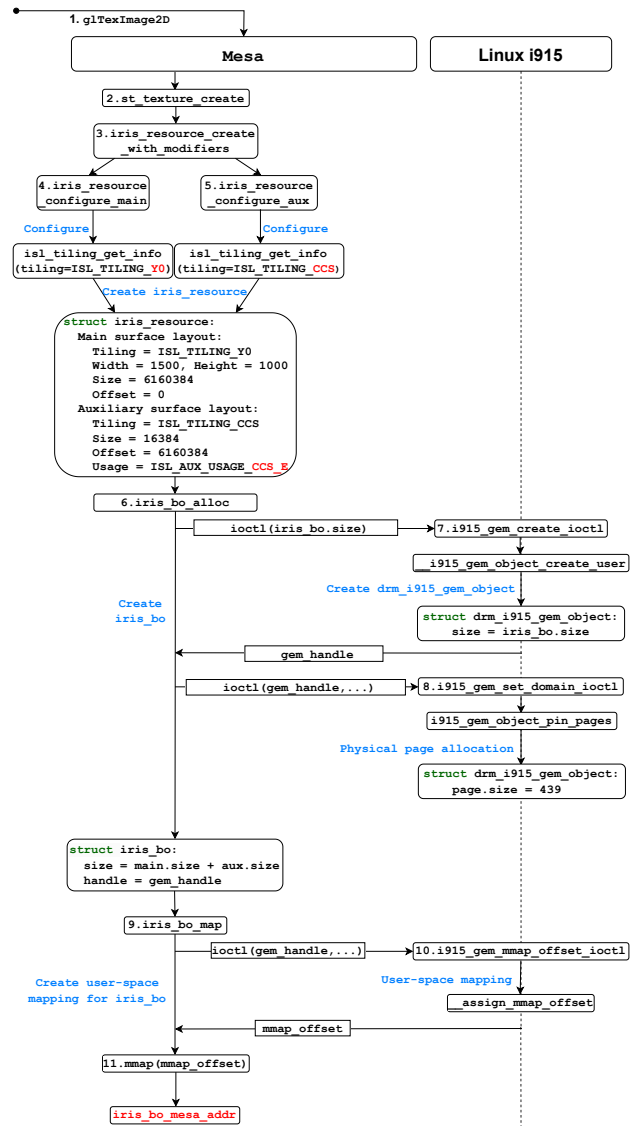 1. glTexImage2D
Mesa
Linux i915
2.st_texture_create
3.iris_resource_create
_with_modifiers
4.iris_resource
_configure_main
5.iris_resource
_configure_aux
Configure
Configure
isl_tiling_get_info
(tiling=ISL_TILING_Y0)
isl_tiling_get_info
(tiling=ISL_TILING_CCS)
Create iris_resource
struct iris_resource:
Main surface layout:
Tiling = ISL_TILING_Y0
Width = 1500, Height = 1000
Size = 6160384
Offset = 0
Auxiliary surface layout:
Tiling = ISL_TILING_CCS
Size = 16384
Offset = 6160384
Usage = ISL_AUX_USAGE_CCS_E
6.iris_bo_alloc
ioctl(iris_bo.size)
7.i915_gem_create_ioctl
__i915_gem_object_create_user
Create drm_i915_gem_object
Create
iris_bo
struct drm_i915_gem_object:
size = iris_bo.size
gem_handle
ioctl(gem_handle,...)
8.i915_gem_set_domain_ioctl
i915_gem_object_pin_pages
Physical page allocation
struct drm_i915_gem_object:
page.size = 439
struct iris_bo:
size = main.size + aux.size
handle = gem_handle
9.iris_bo_map
ioctl(gem_handle,...)
10.i915_gem_mmap_offset_ioctl
Create user-space
mapping for iris_bo
User-space mapping
__assign_mmap_offset
mmap_offset
11.mmap(mmap_offset)
iris_bo_mesa_addr